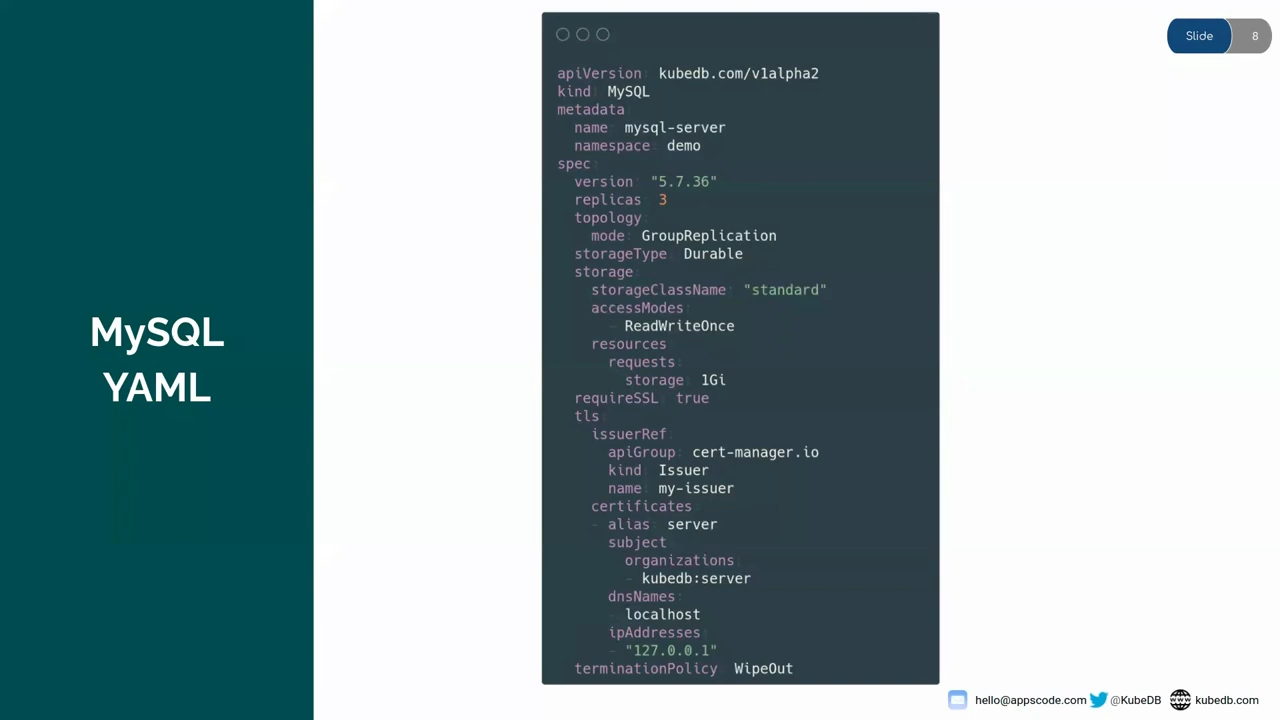 Slide 8
MySQL
YAML
apiVersion: kubedb.com/v1alpha2
kind: MySQL
metadata:
  name: mysql-server
  namespace: demo
spec:
  version: "5.7.36"
  replicas: 3
  topology:
    mode: GroupReplication
  storageType: Durable
  storage:
    storageClassName: "standard"
    accessModes:
      - ReadWriteOnce
    resources:
      requests:
        storage: 1Gi
  requireSSL: true
  tls:
    issuerRef:
      apiGroup: cert-manager.io
      kind: Issuer
      name: my-issuer
    certificates:
    - alias: server
      subject:
        organizations:
        - kubedb:server
      dnsNames:
      - localhost
      ipAddresses:
      - "127.0.0.1"
  terminationPolicy: WipeOut
hello@appscode.com @KubeDB kubedb.com